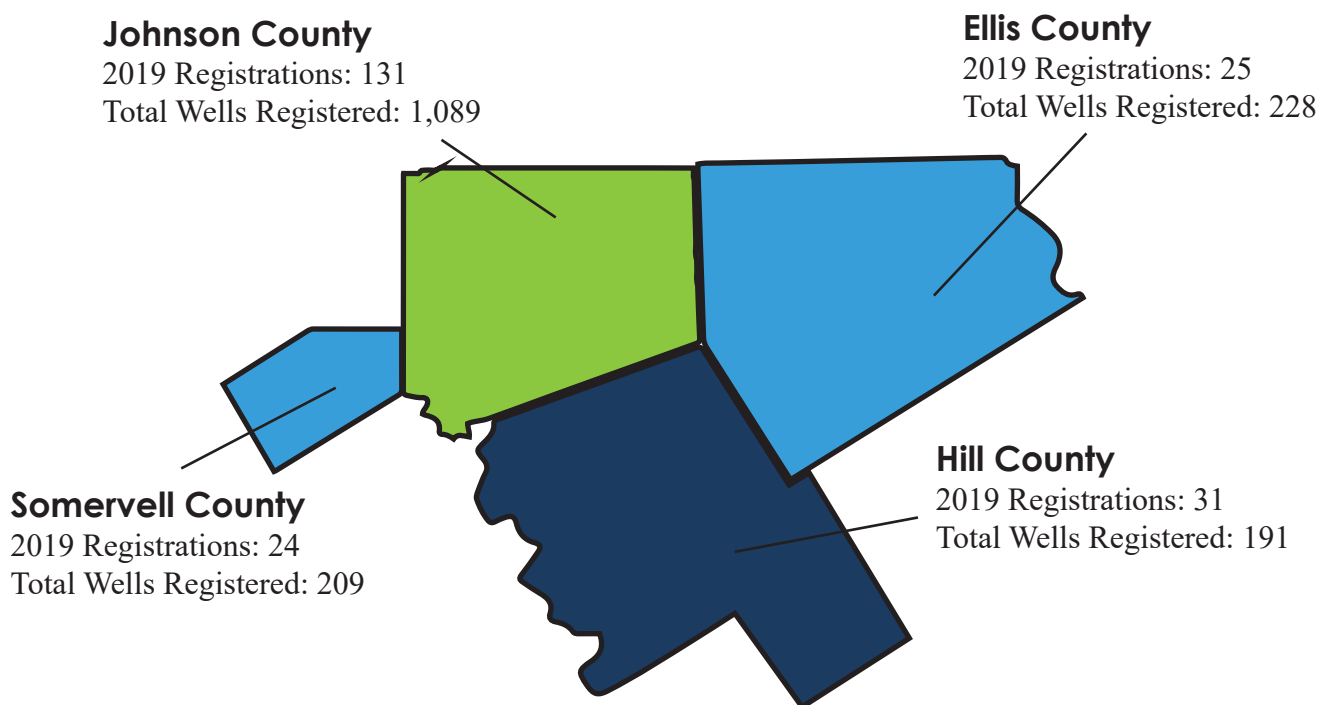 Johnson County
2019 Registrations: 131
Total Wells Registered: 1,089
Ellis County
2019 Registrations: 25
Total Wells Registered: 228
Somervell County
2019 Registrations: 24
Total Wells Registered: 209
Hill County
2019 Registrations: 31
Total Wells Registered: 191